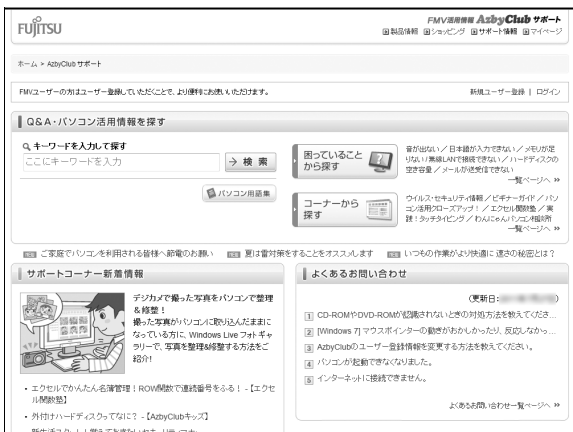 FUJITSU
FMV活用情報 AzbyClub サポート
製品情報 ショッピング サポート情報 マイページ
ホーム > AzbyClub サポート
FMVユーザーの方はユーザー登録していただくことで、より便利にお使いいただけます。
新規ユーザー登録 | ログイン
Q&A・パソコン活用情報を探す
キーワードを入力して探す
ここにキーワードを入力
→ 検 索
パソコン用語集
困っていること
から探す
音が出ない／日本語が入力できない／メモリが足
りない／無線LANで接続できない／ハードディスクの
空き容量／メールが送受信できない
一覧ページへ »
コーナーから
探す
ウイルス・セキュリティ情報／ビギナーガイド／パソ
コン活用クローズアップ！／エクセル関数塾／実
践！タッチタイピング／わんにゃんパソコン相談所
一覧ページへ »
ご家庭でパソコンを利用される皆様へ節電のお願い
夏は雷対策をすることをオススメします
いつもの作業がより快適に 速さの秘密とは？
サポートコーナー新着情報
デジカメで撮った写真をパソコンで整理
＆修整！
撮った写真がパソコンに取り込んだままに
なっている方に、Windows Live フォトギャ
ラリーで、写真を整理&修整する方法をご
紹介!
・ エクセルでかんたん名簿管理！ROW関数で連続番号をふる！ -【エクセ
ル関数塾】
・ 外付けハードディスクってなに？ -【AzbyClubキッズ】
よくあるお問い合わせ
(更新日:
1 CD-ROMやDVD-ROMが認識されないときの対処方法を教えてくださ...
2 [Windows 7] マウスポインターの動きがおかしかったり、反応しなかっ...
3 AzbyClubのユーザー登録情報を変更する方法を教えてください。
4 パソコンが起動できなくなりました。
5 インターネットに接続できません。
よくあるお問い合わせ一覧ページへ »